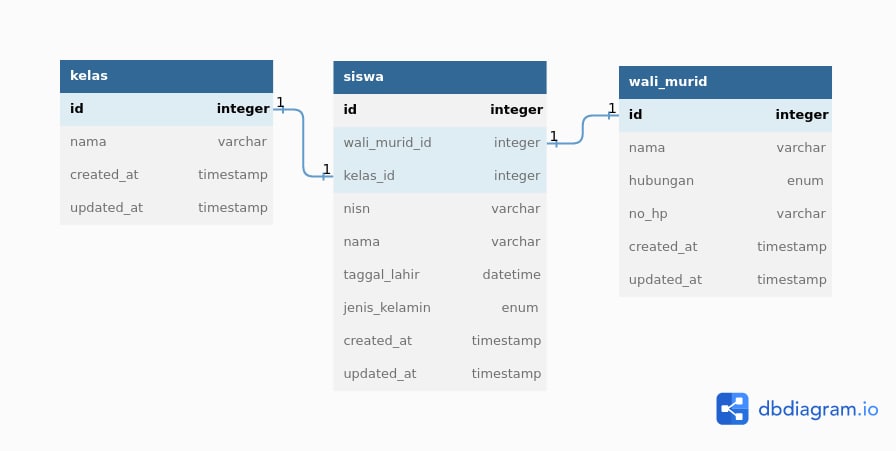 kelas
id integer
nama varchar
created_at timestamp
updated_at timestamp
1
1
siswa
id integer
wali_murid_id integer
kelas_id integer
nisn varchar
nama varchar
taggal_lahir datetime
jenis_kelamin enum
created_at timestamp
updated_at timestamp
1
1
wali_murid
id integer
nama varchar
hubungan enum
no_hp varchar
created_at timestamp
updated_at timestamp
dbdiagram.io